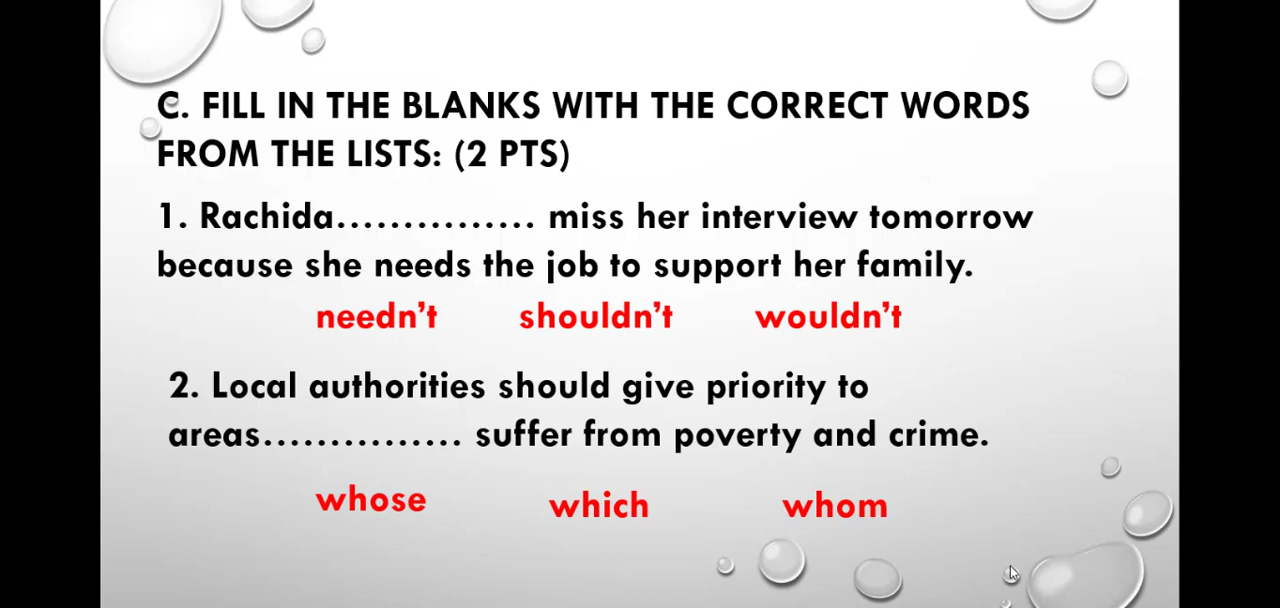 C. FILL IN THE BLANKS WITH THE CORRECT WORDS
FROM THE LISTS: (2 PTS)
1. Rachida…………… miss her interview tomorrow
because she needs the job to support her family.
needn’t shouldn’t wouldn’t
2. Local authorities should give priority to
areas…………… suffer from poverty and crime.
whose which whom